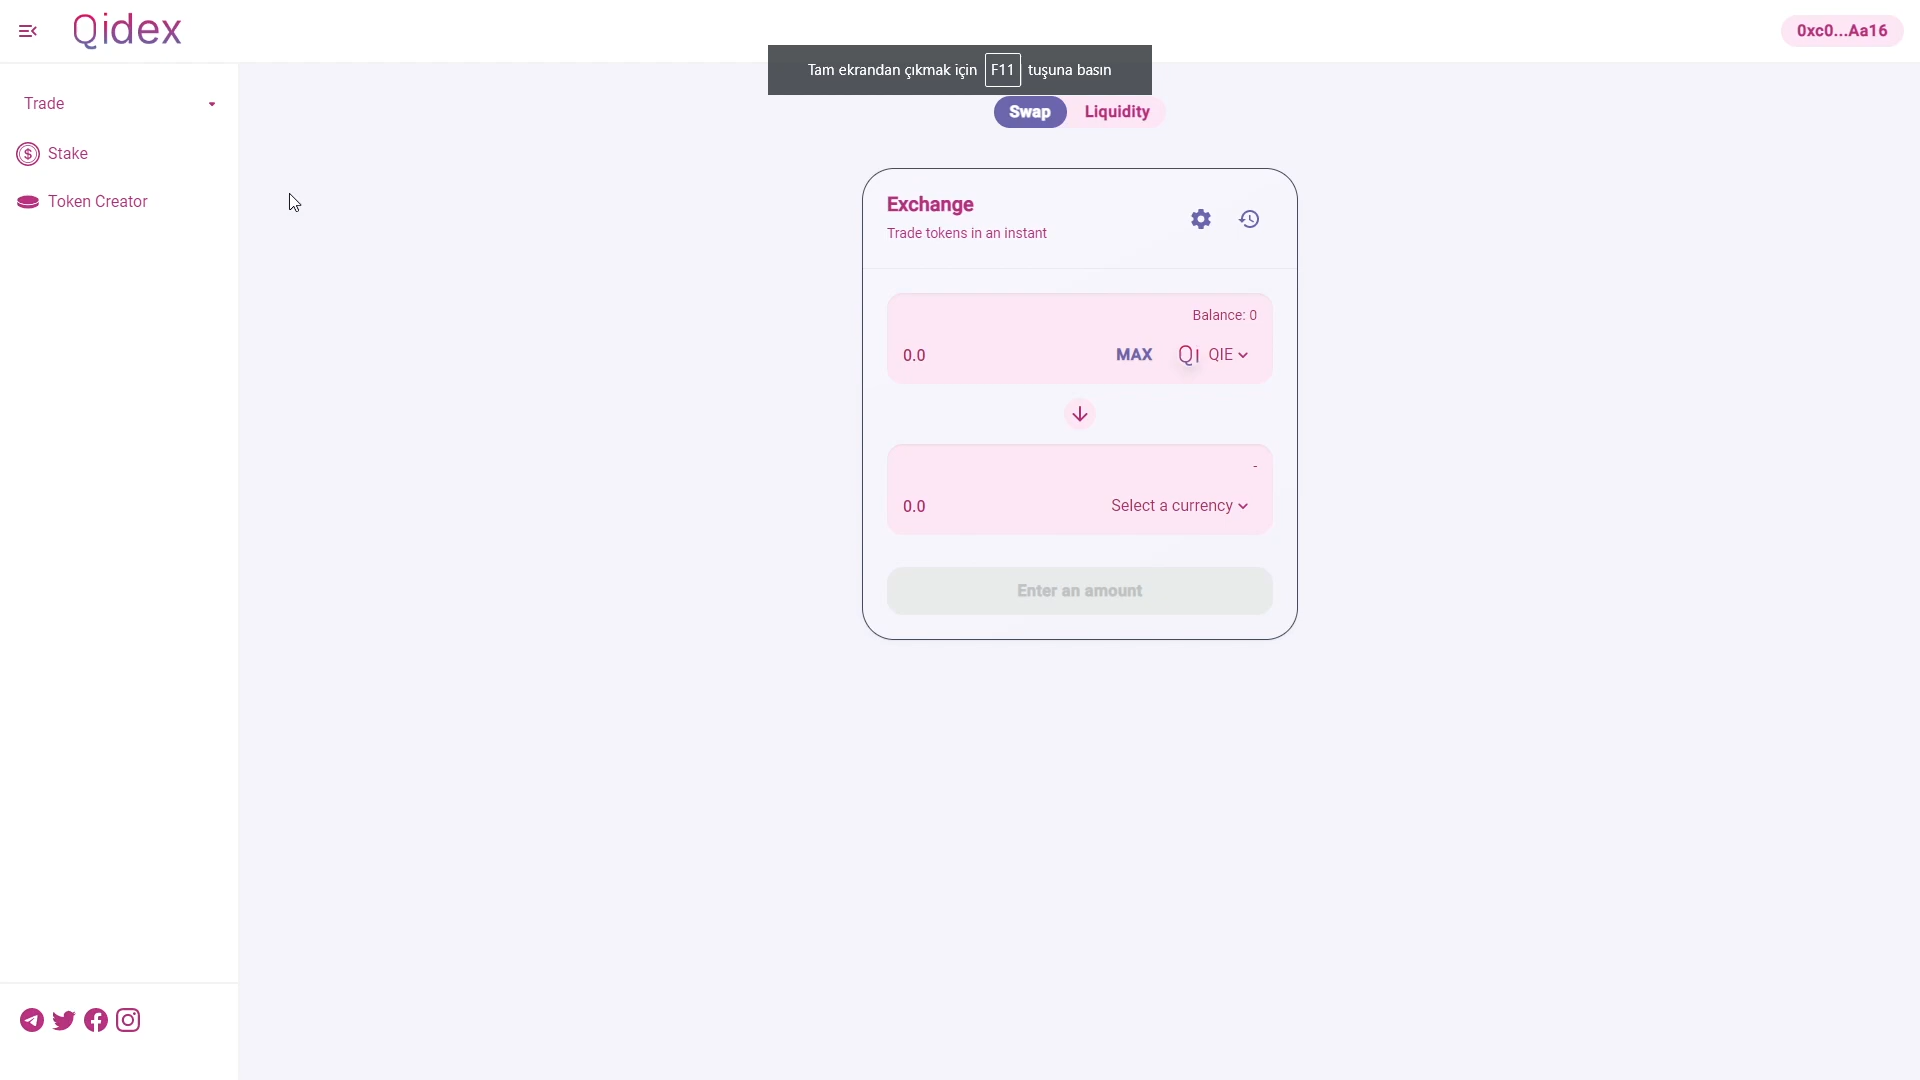 Qidex
0xc0...Aa16
Tam ekrandan çıkmak için F11 tuşuna basın
Trade
Stake
Token Creator
Swap
Liquidity
Exchange
Trade tokens in an instant
Balance: 0
0.0
MAX
QI QIE
-
0.0
Select a currency
Enter an amount